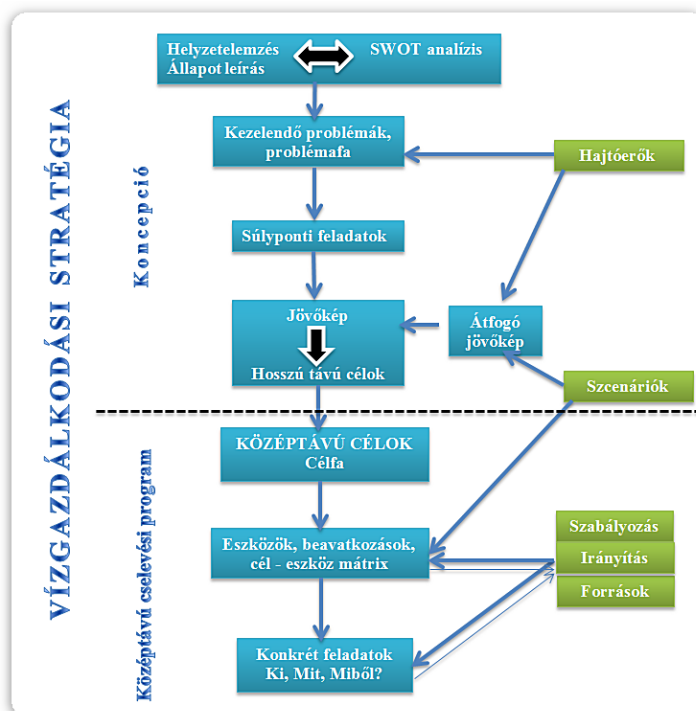 VÍZGAZDÁLKODÁSI STRATÉGIA
Koncepció
Helyzetelemzés
Állapot leírás
SWOT analízis
Kezelendő problémák,
problémafa
Hajtóerők
Súlyponti feladatok
Jövőkép
Hosszú távú célok
Átfogó
jövőkép
Szcenáriók
Középtávú cselevési program
KÖZÉPTÁVÚ CÉLOK
Célfa
Eszközök, beavatkozások,
cél - eszköz mátrix
Szabályozás
Irányítás
Források
Konkrét feladatok
Ki, Mit, Miből?